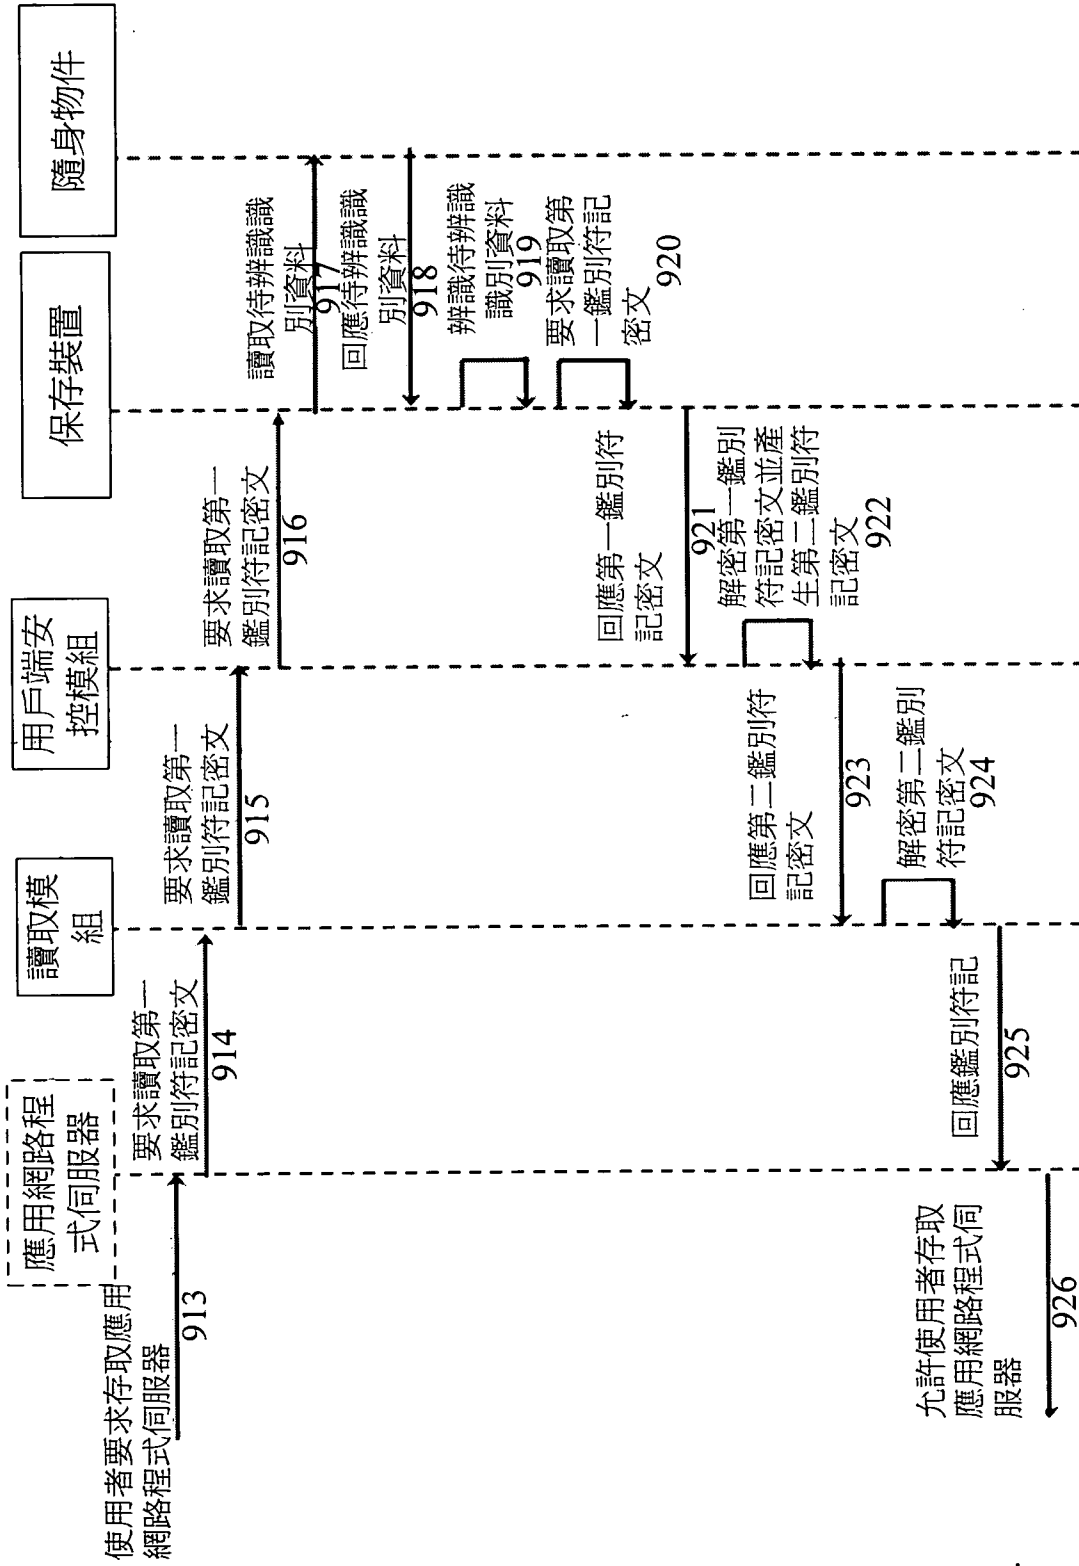 應用網路程
式伺服器
讀取模
組
用戶端安
控模組
保存裝置
隨身物件
使用者要求存取應用
網路程式伺服器
913
要求讀取第一
鑑別符記密文
914
要求讀取第一
鑑別符記密文
915
要求讀取第一
鑑別符記密文
916
讀取待辨識識
別資料
917
回應待辨識識
別資料
918
辨識待辨識
識別資料
919
要求讀取第
一鑑別符記
密文
920
回應第一鑑別符
記密文
921
解密第一鑑別
符記密文並產
生第二鑑別符
記密文
922
回應第二鑑別符
記密文
923
解密第二鑑別
符記密文
924
回應鑑別符記
925
允許使用者存取
應用網路程式伺
服器
926